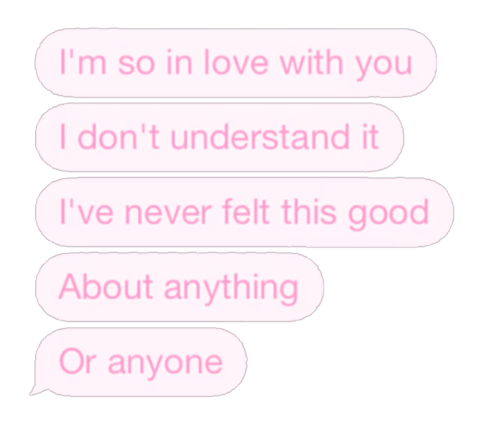 I'm so in love with you
I don't understand it
I've never felt this good
About anything
Or anyone